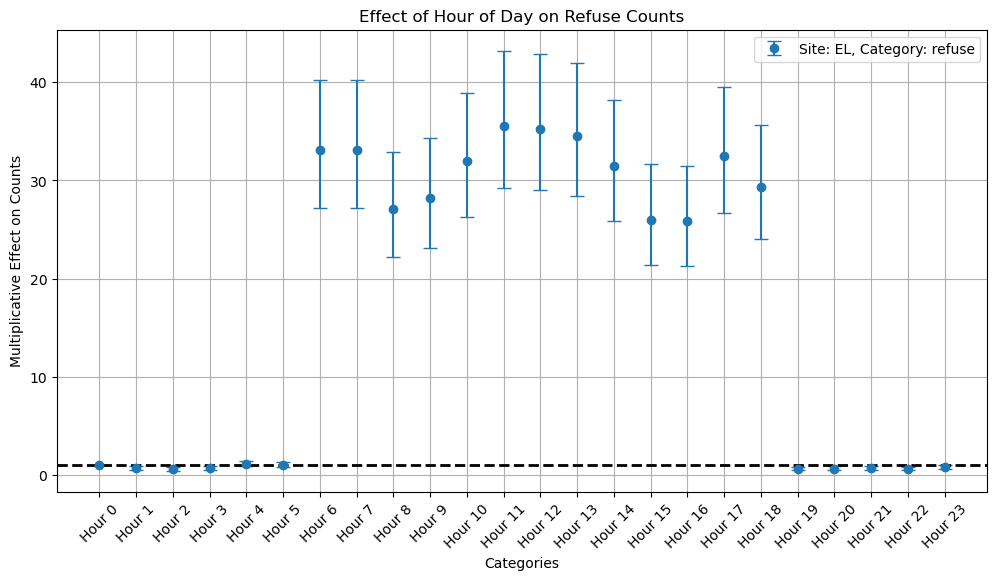 Effect of Hour of Day on Refuse Counts
Site: EL, Category: refuse
Multiplicative Effect on Counts
40
30
20
10
0
Hour 0
Hour 1
Hour 2
Hour 3
Hour 4
Hour 5
Hour 6
Hour 7
Hour 8
Hour 9
Hour 10
Hour 11
Hour 12
Hour 13
Hour 14
Hour 15
Hour 16
Hour 17
Hour 18
Hour 19
Hour 20
Hour 21
Hour 22
Hour 23
Categories